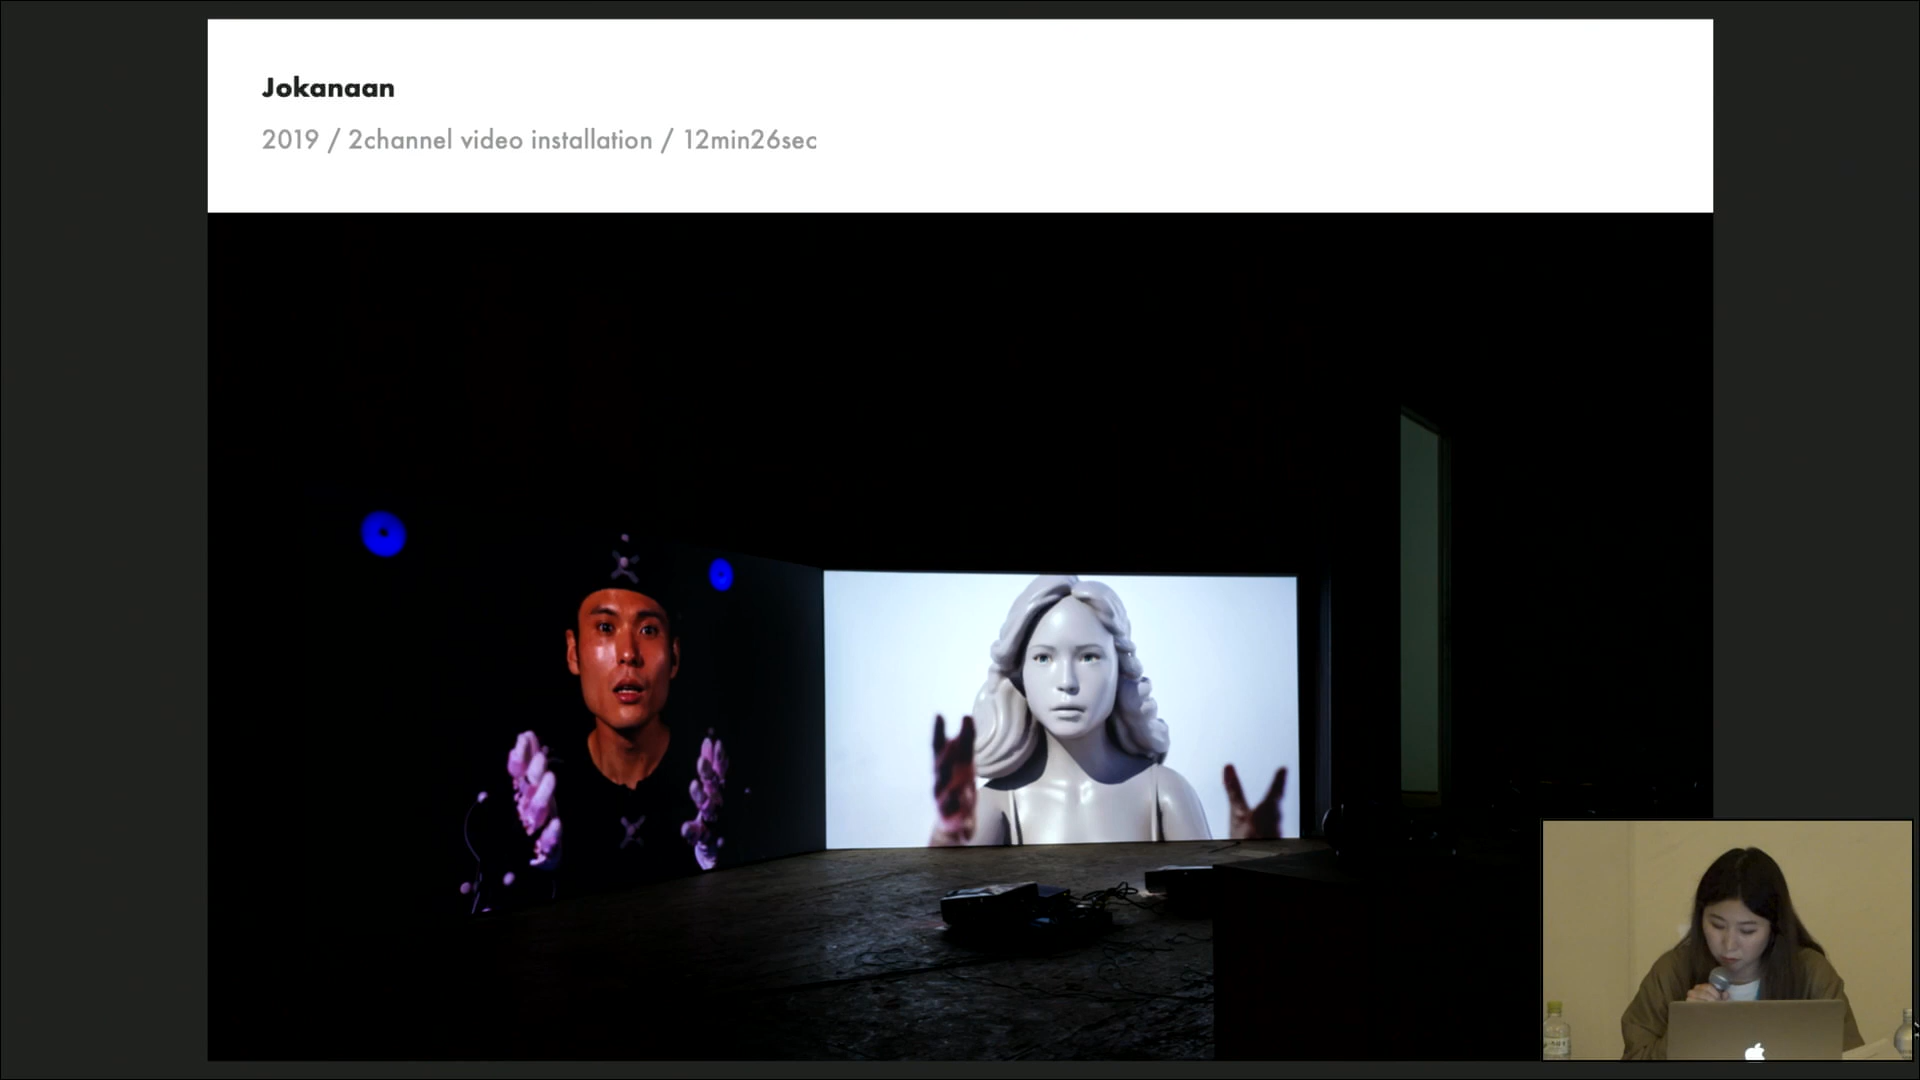 Jokanaan
2019 / 2channel video installation / 12min26sec